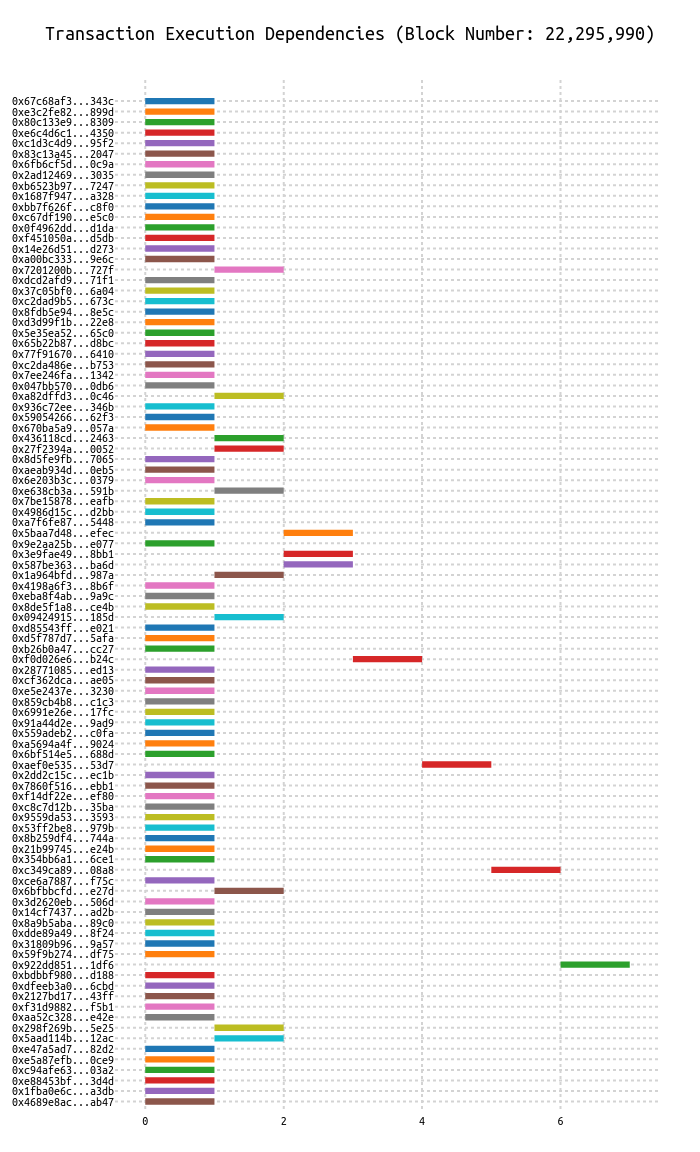 Transaction Execution Dependencies (Block Number: 22,295,990)
0x67c68af3...343c
0xe3c2fe82...899d
0x80c133e9...8309
0xe6c4d6c1...4350
0xc1d3c4d9...95f2
0x83c13a45...2047
0x6fb6cf5d...0c9a
0x2ad12469...3035
0xb6523b97...7247
0x1687f947...a328
0xbb7f626f...c8f0
0xc67df190...e5c0
0x0f4962dd...d1da
0xf451050a...d5db
0x14e26d51...d273
0xa00bc333...9e6c
0x7201200b...727f
0xdcd2afd9...71f1
0x37c05bf0...6a04
0xc2dad9b5...673c
0x8fdb5e94...8e5c
0xd3d99f1b...22e8
0x5e35ea52...65c0
0x65b22b87...d8bc
0x77f91670...6410
0xc2da486e...b753
0x7ee246fa...1342
0x047bb570...0db6
0xa82dffd3...0c46
0x936c72ee...346b
0x59054266...62f3
0x670ba5a9...057a
0x436118cd...2463
0x27f2394a...0052
0x8d5fe9fb...7065
0xaeab934d...0eb5
0x6e203b3c...0379
0xe638cb3a...591b
0x7be15878...eafb
0x4986d15c...d2bb
0xa7f6fe87...5448
0x5baa7d48...efec
0x9e2aa25b...e077
0x3e9fae49...8bb1
0x587be363...ba6d
0x1a964bfd...987a
0x4198a6f3...8b6f
0xeba8f4ab...9a9c
0x8de5f1a8...ce4b
0x09424915...185d
0xd85543ff...e021
0xd5f787d7...5afa
0xb26b0a47...cc27
0xf0d026e6...b24c
0x28771085...ed13
0xcf362dca...ae05
0xe5e2437e...3230
0x859cb4b8...c1c3
0x6991e26e...17fc
0x91a44d2e...9ad9
0x559adeb2...c0fa
0xa5694a4f...9024
0x6bf514e5...688d
0xaef0e535...53d7
0x2dd2c15c...ec1b
0x7860f516...ebb1
0xf14df22e...ef80
0xc8c7d12b...35ba
0x9559da53...3593
0x53ff2be8...979b
0x8b259df4...744a
0x21b99745...e24b
0x354bb6a1...6ce1
0xc349ca89...08a8
0xce6a7887...f75c
0x6bfbbcfd...e27d
0x3d2620eb...506d
0x14cf7437...ad2b
0x8a9b5aba...89c0
0xdde89a49...8f24
0x31809b96...9a57
0x59f9b274...df75
0x922dd851...1df6
0xbdbbf980...d188
0xdfeeb3a0...6cbd
0x2127bd17...43ff
0xf31d9882...f5b1
0xaa52c328...e42e
0x298f269b...5e25
0x5aad114b...12ac
0xe47a5ad7...82d2
0xe5a87efb...0ce9
0xc94afe63...03a2
0xe88453bf...3d4d
0x1fba0e6c...a3db
0x4689e8ac...ab47
0 2 4 6